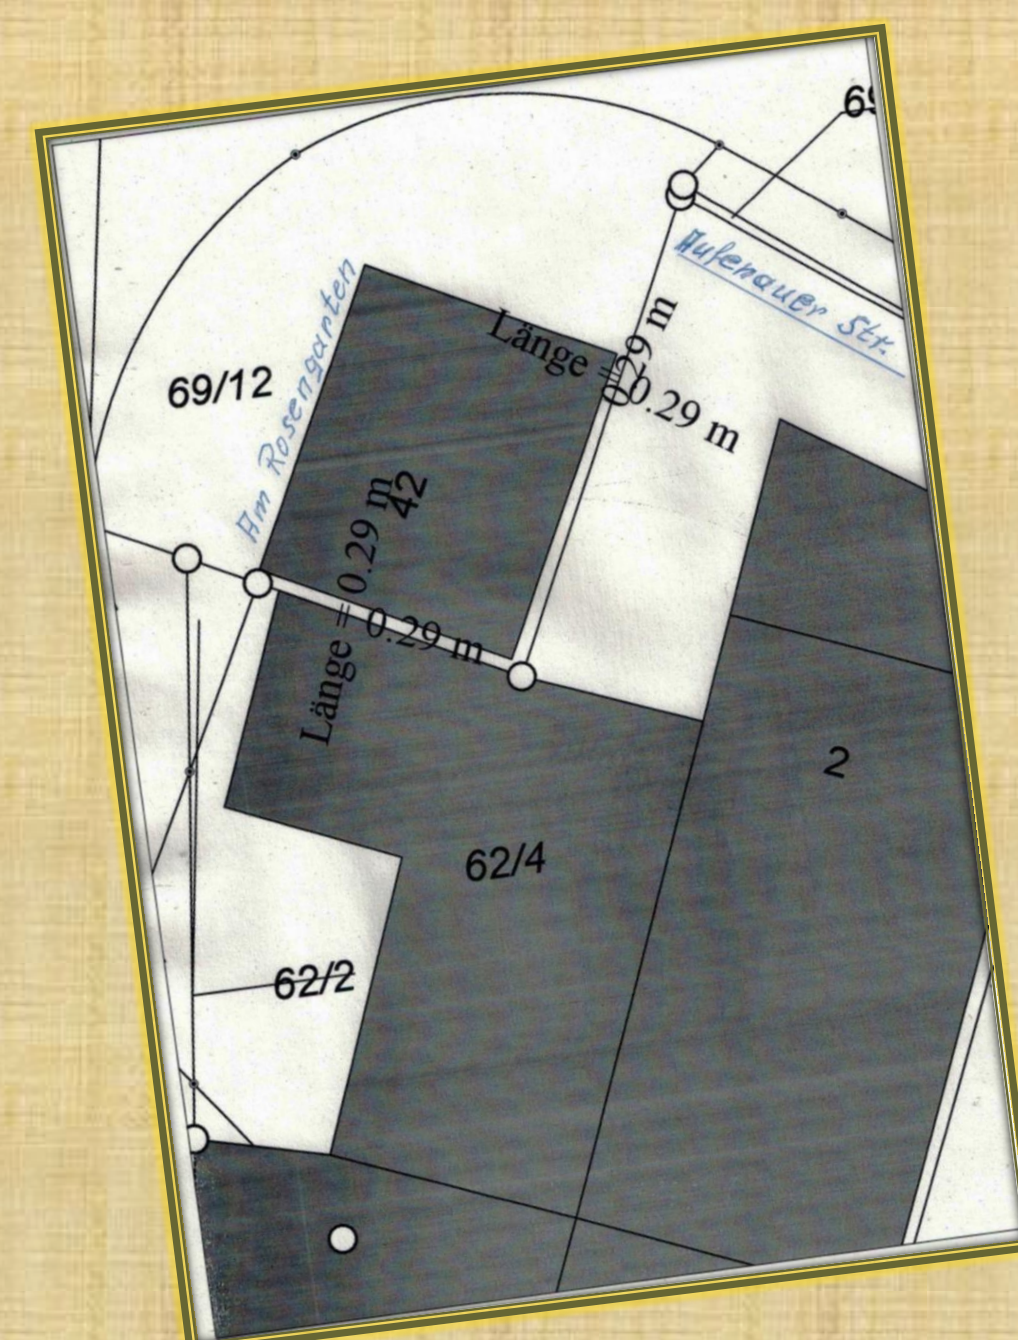 Aufenauer Str.
Länge = 0.29 m
0.29 m
69/12
Am Rosengarten
42
Länge = 0.29 m
0.29 m
2
62/4
62/2